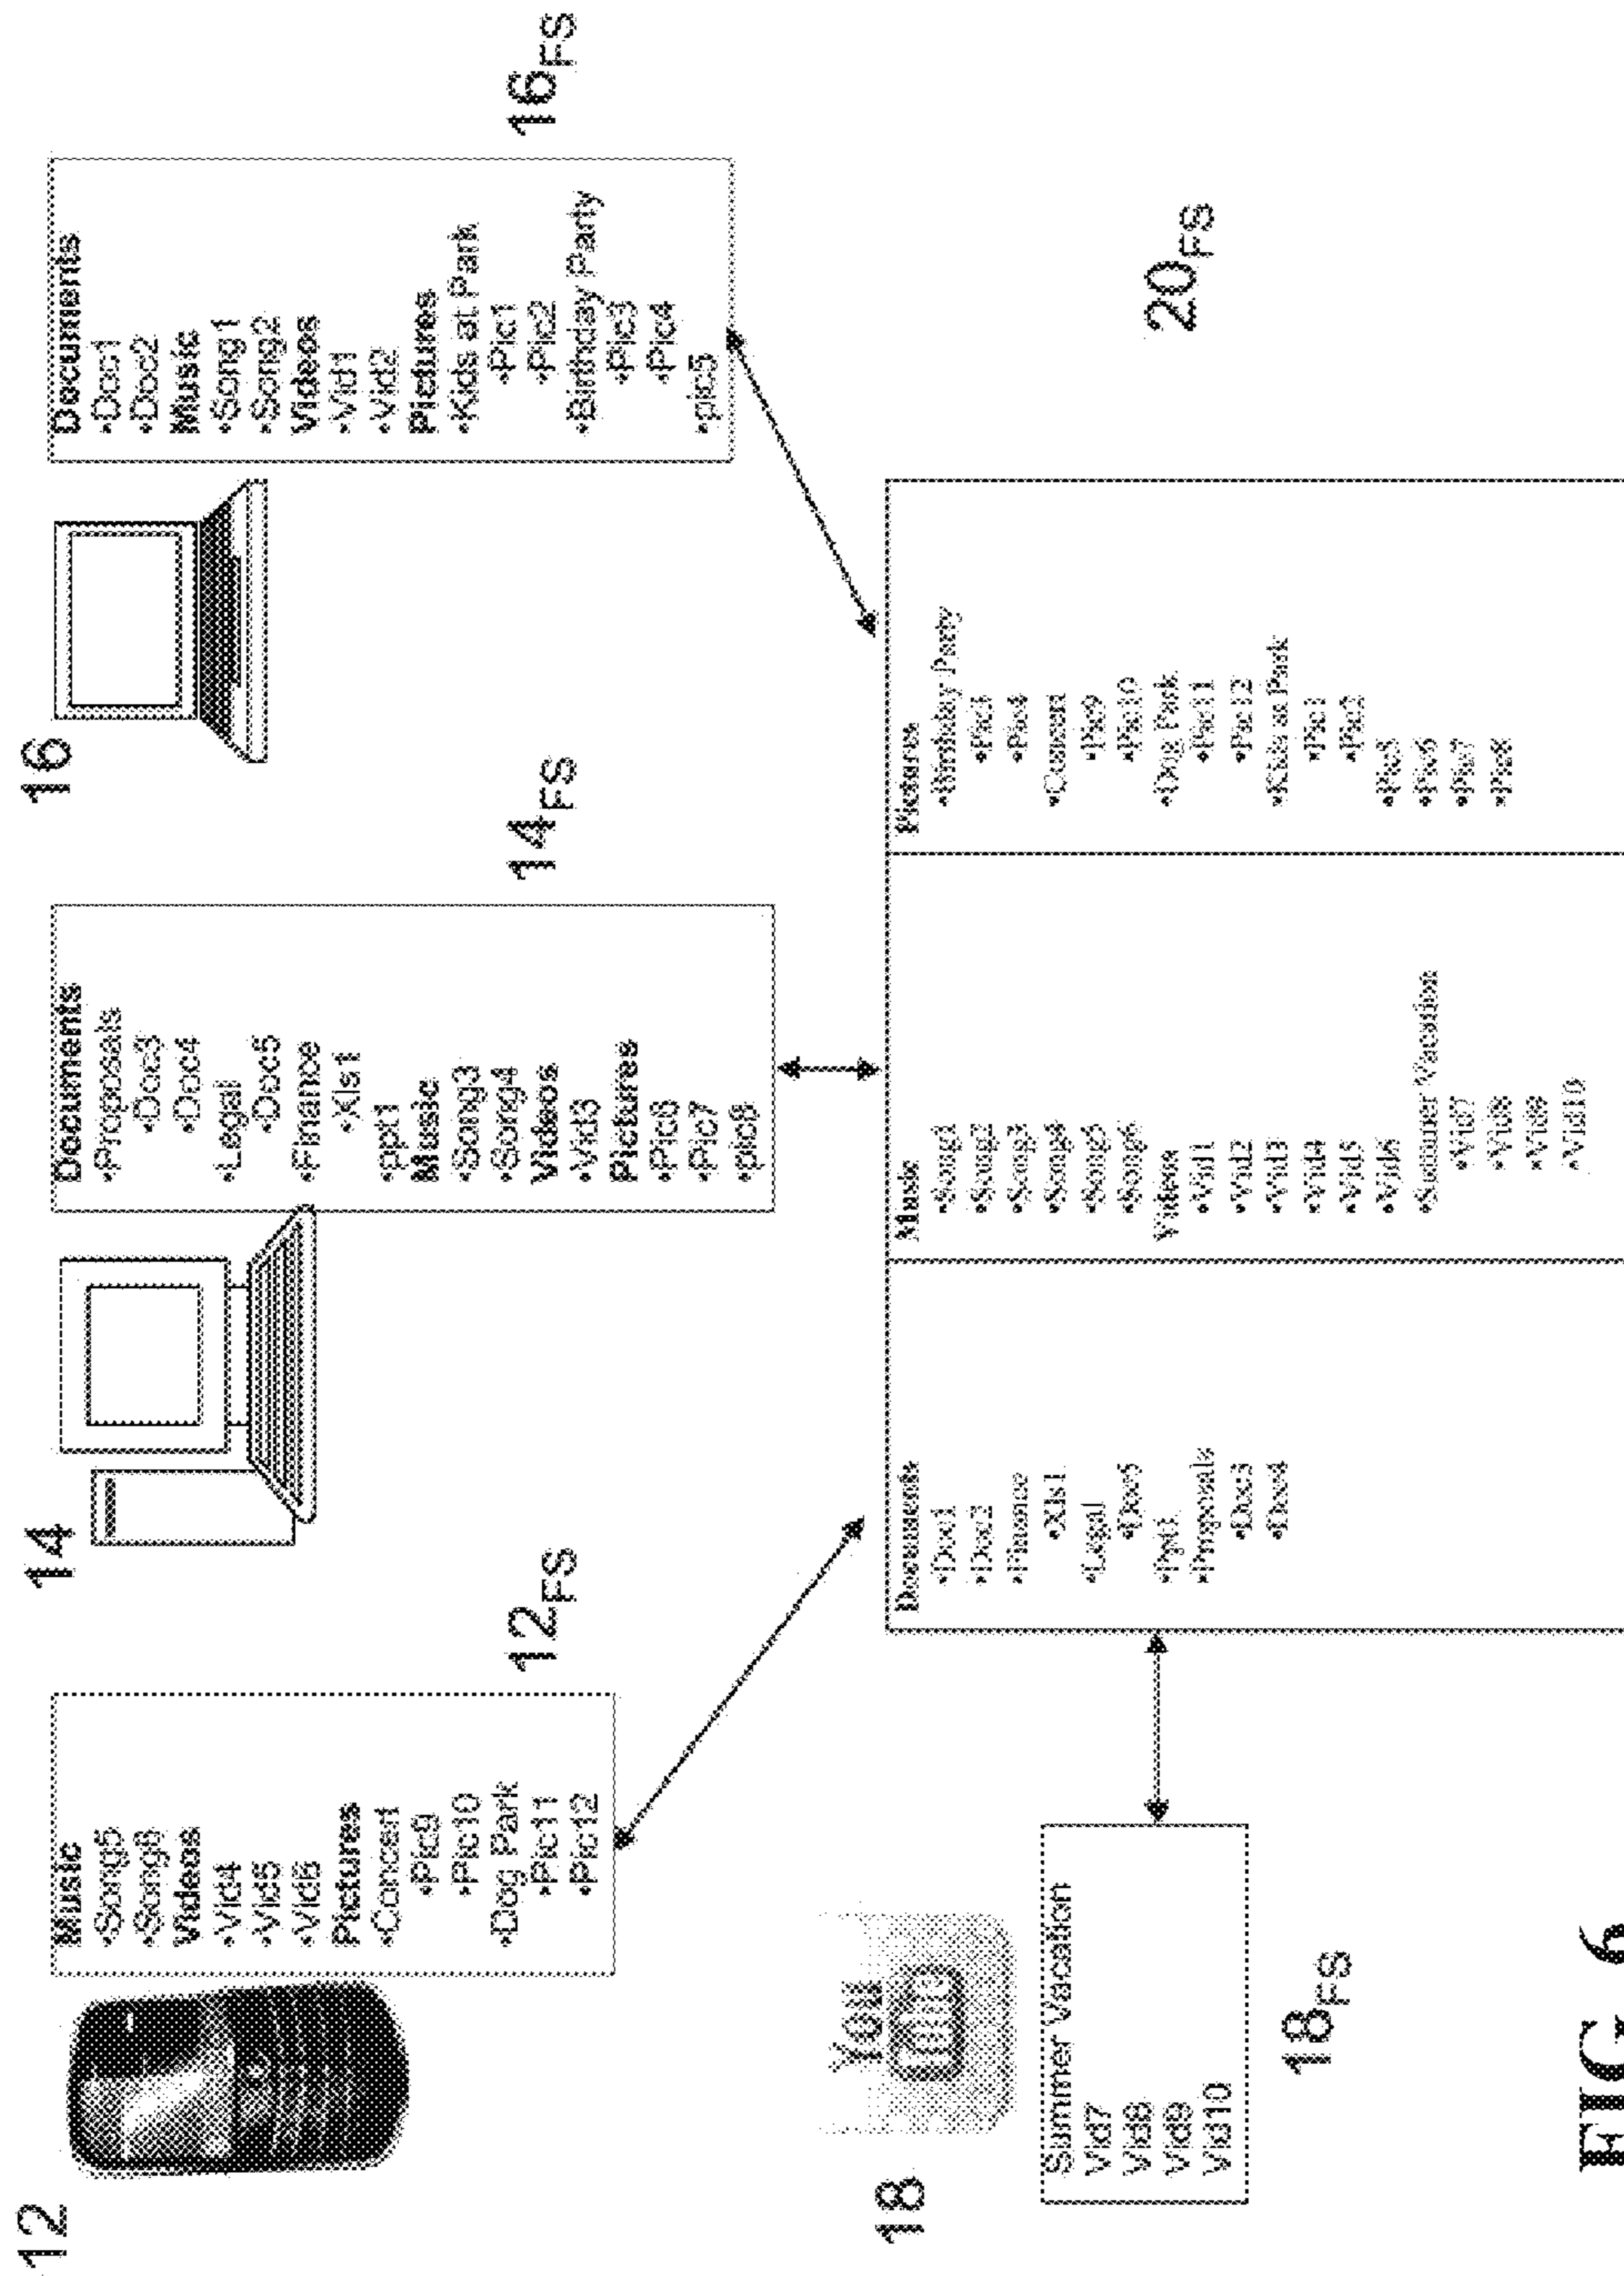 12
Music
•Song5
•Song6
Videos
•Vid4
•Vid5
•Vid6
Pictures
•Concert
•Pic9
•Pic10
•Dog Park
•Pic11
•Pic12
12FS
14
Documents
•Proposals
•Doc3
•Doc4
•Legal
•Doc5
•Finance
•Xls1
•ppt1
Music
•Song3
•Song4
Videos
•Vid3
Pictures
•Pic6
•Pic7
•pic8
14FS
16
Documents
•Doc1
•Doc2
Music
•Song1
•Song2
Videos
•Vid1
•Vid2
Pictures
•Kids at Park
•Pic1
•Pic2
•Birthday Party
•Pic3
•Pic4
•pic5
16FS
18
You
Tube
Summer Vacation
Vid7
Vid8
Vid9
Vid10
18FS
Documents
•Doc1
•Doc2
•Finance
•Xls1
•Legal
•Doc5
•Ppt1
•Proposals
•Doc3
•Doc4
Music
•Song1
•Song2
•Song3
•Song4
•Song5
•Song6
Videos
•Vid1
•Vid2
•Vid3
•Vid4
•Vid5
•Vid6
•Summer Vacation
•Vid7
•Vid8
•Vid9
•Vid10
Pictures
•Birthday Party
•Pic3
•Pic4
•Concert
•Pic9
•Pic10
•Dog Park
•Pic11
•Pic12
•Kids at Park
•Pic1
•Pic2
•Pic5
•Pic6
•Pic7
•Pic8
20FS
FIG 6